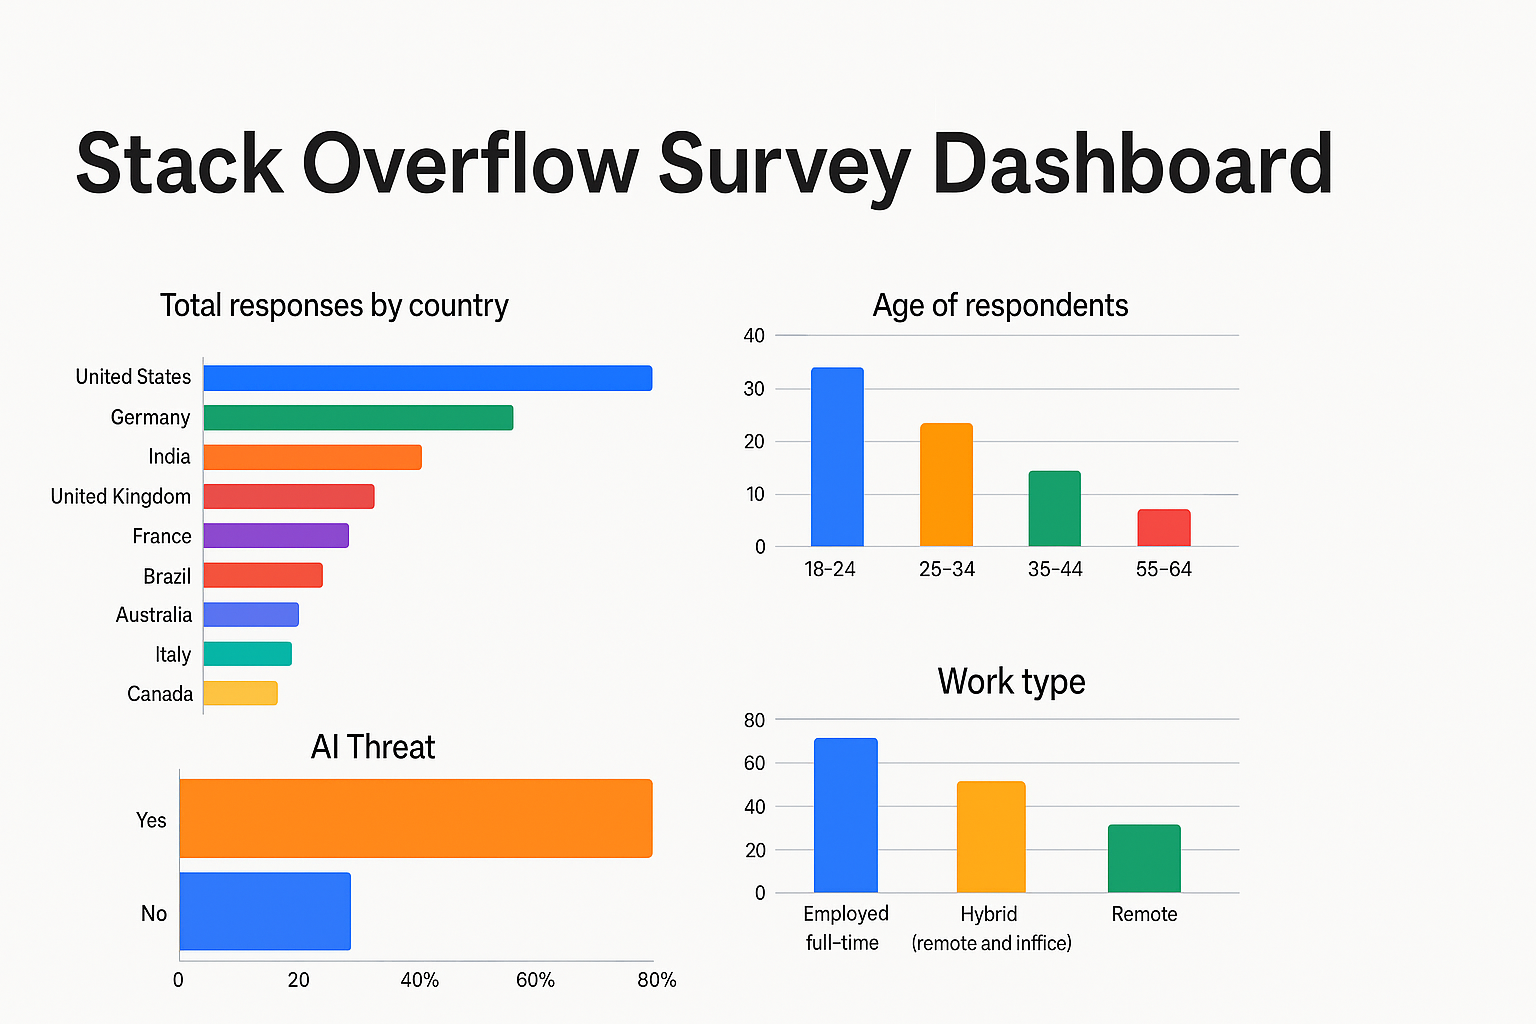 Stack Overflow Survey Dashboard
Total responses by country
United States
Germany
India
United Kingdom
France
Brazil
Australia
Italy
Canada
AI Threat
Yes
No
0 20 40% 60% 80%
Age of respondents
40
30
20
10
0
18–24 25–34 35–44 55–64
Work type
80
60
40
20
0
Employed
full–time
Hybrid
(remote and inffice)
Remote